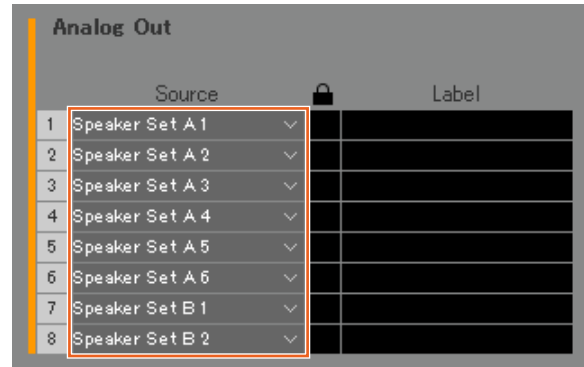 Analog Out
Source Label
1 Speaker Set A 1
2 Speaker Set A 2
3 Speaker Set A 3
4 Speaker Set A 4
5 Speaker Set A 5
6 Speaker Set A 6
7 Speaker Set B 1
8 Speaker Set B 2